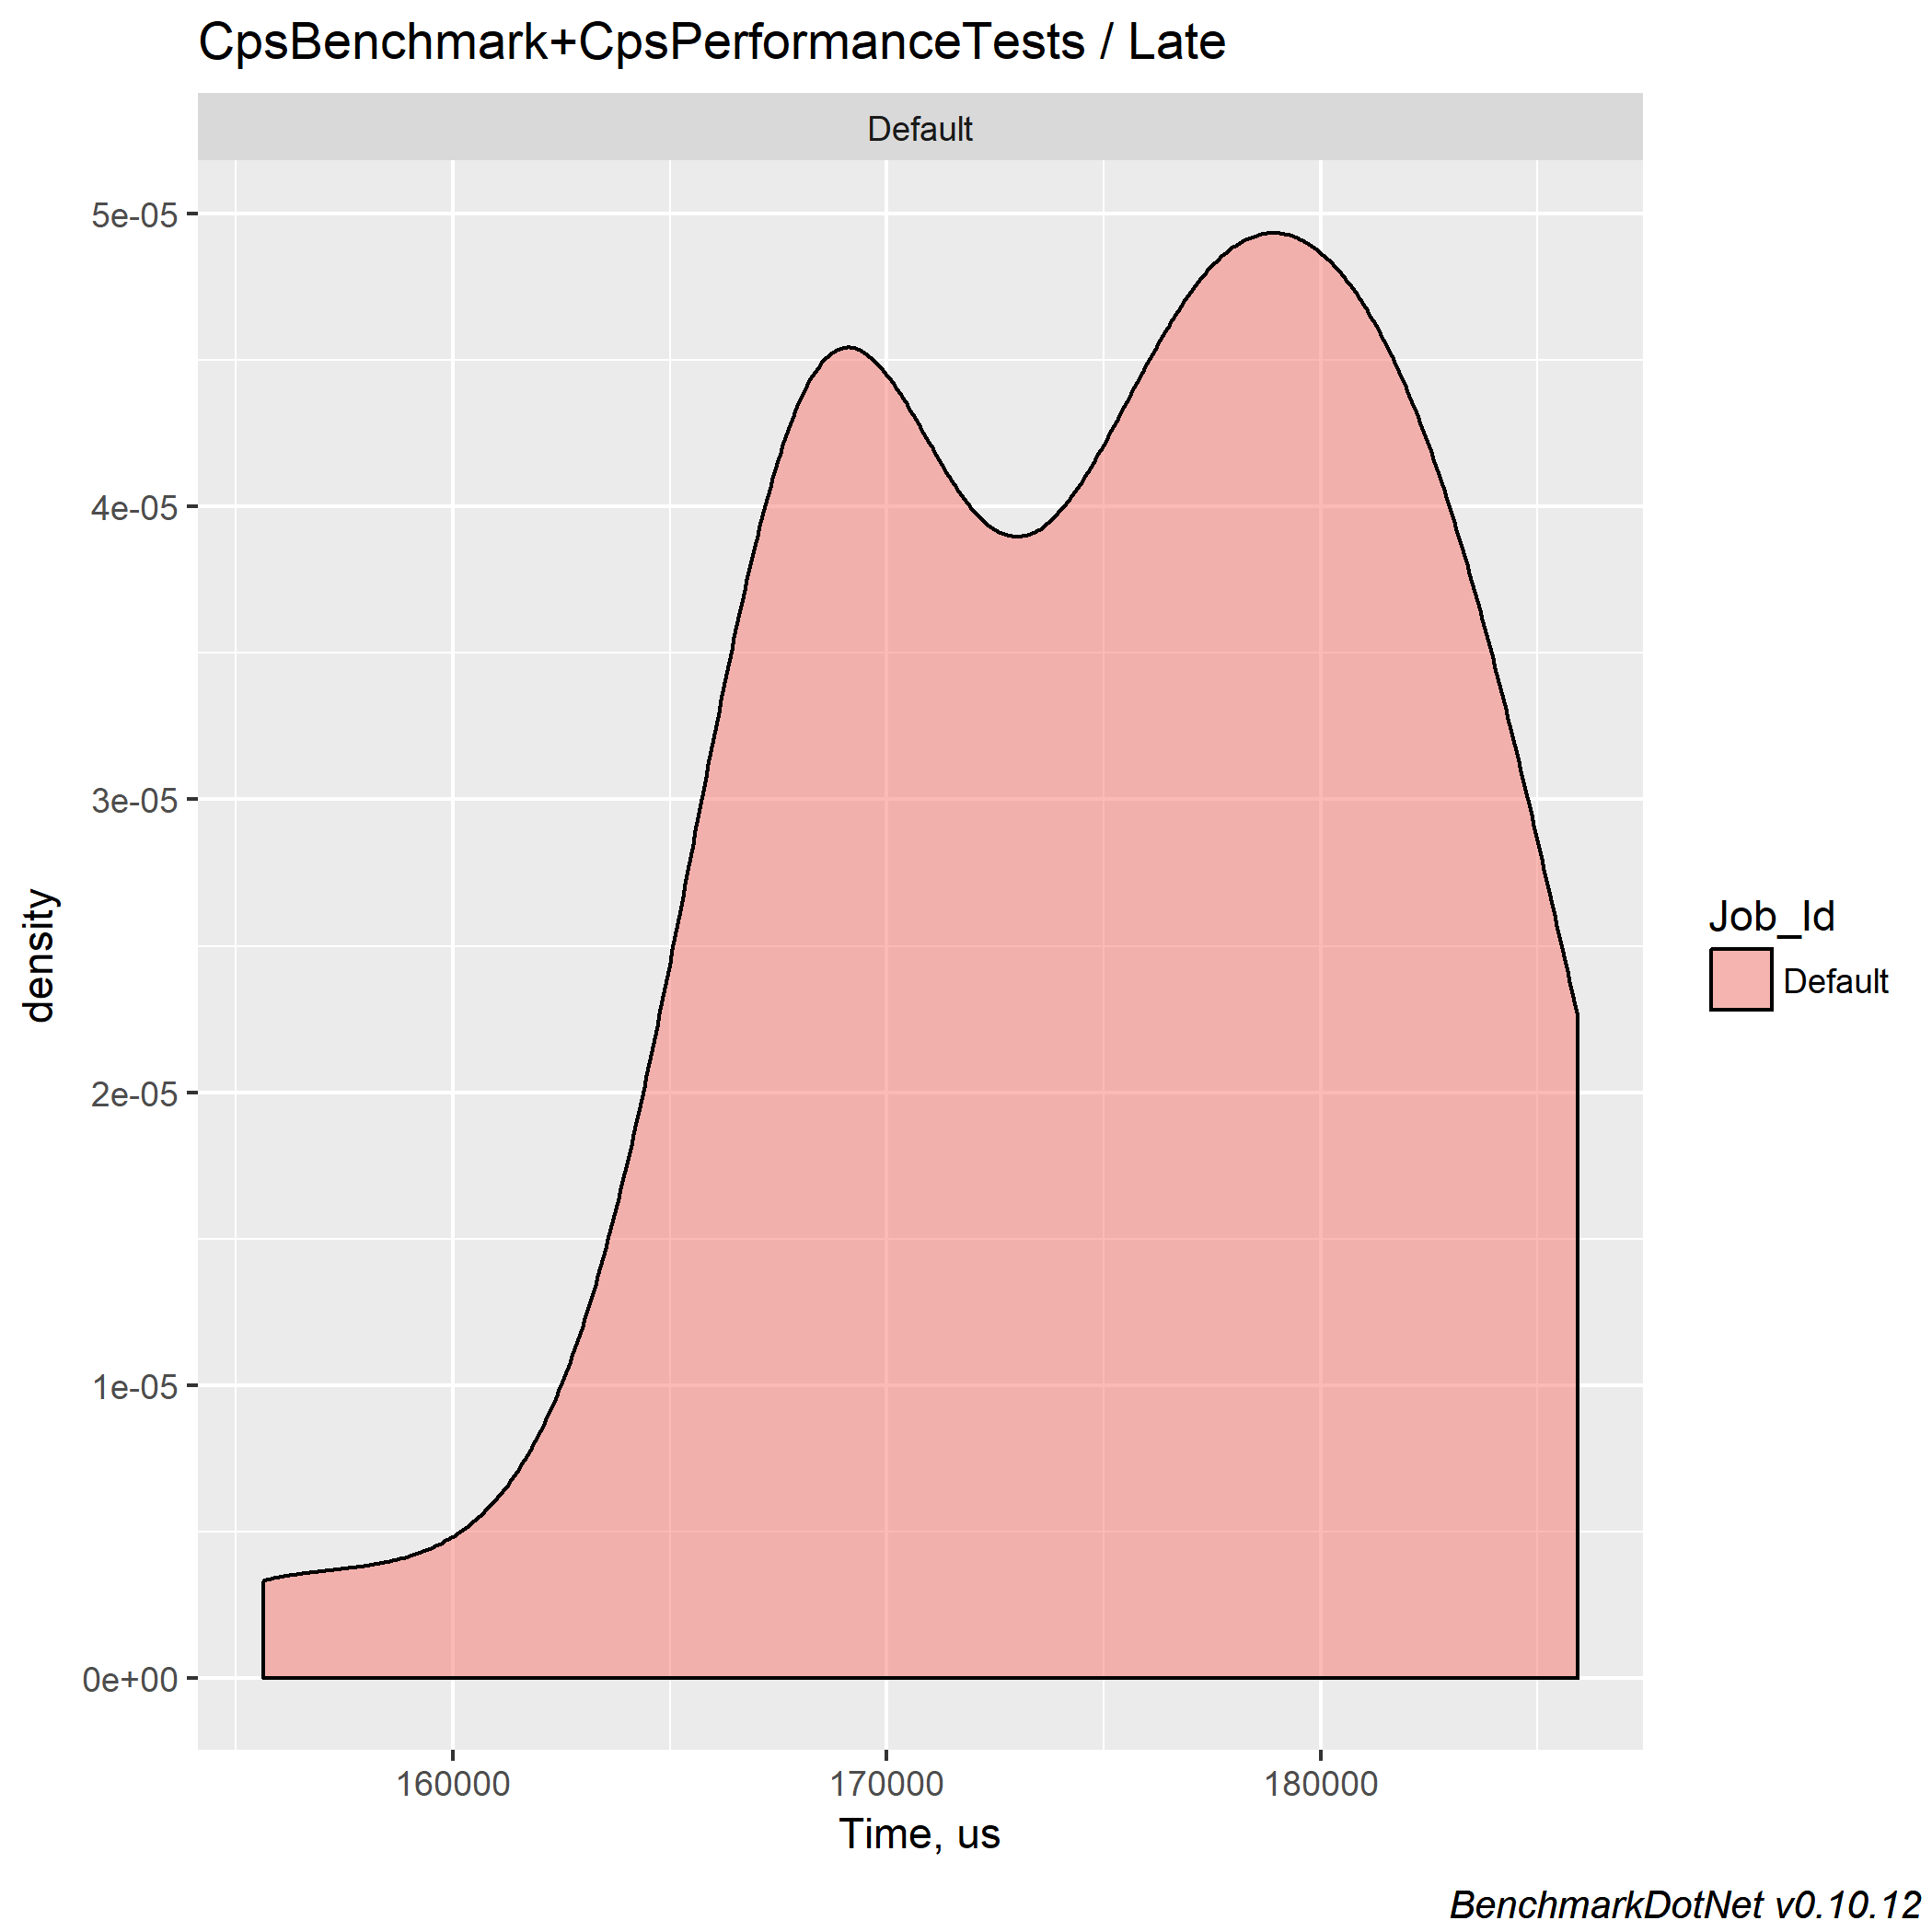 CpsBenchmark+CpsPerformanceTests / Late
Default
5e-05
4e-05
3e-05
2e-05
1e-05
0e+00
density
160000
170000
180000
Time, us
Job_Id
Default
BenchmarkDotNet v0.10.12